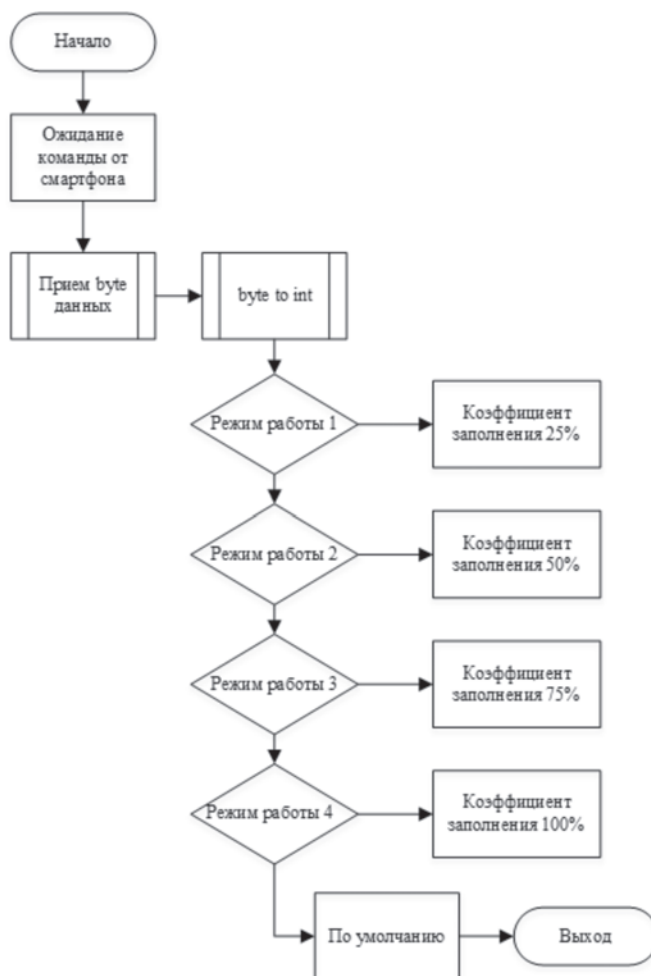 Начало
Ожидание
команды от
смартфона
Прием byte
данных
byte to int
Режим работы 1
Коэффициент
заполнения 25%
Режим работы 2
Коэффициент
заполнения 50%
Режим работы 3
Коэффициент
заполнения 75%
Режим работы 4
Коэффициент
заполнения 100%
По умолчанию
Выход